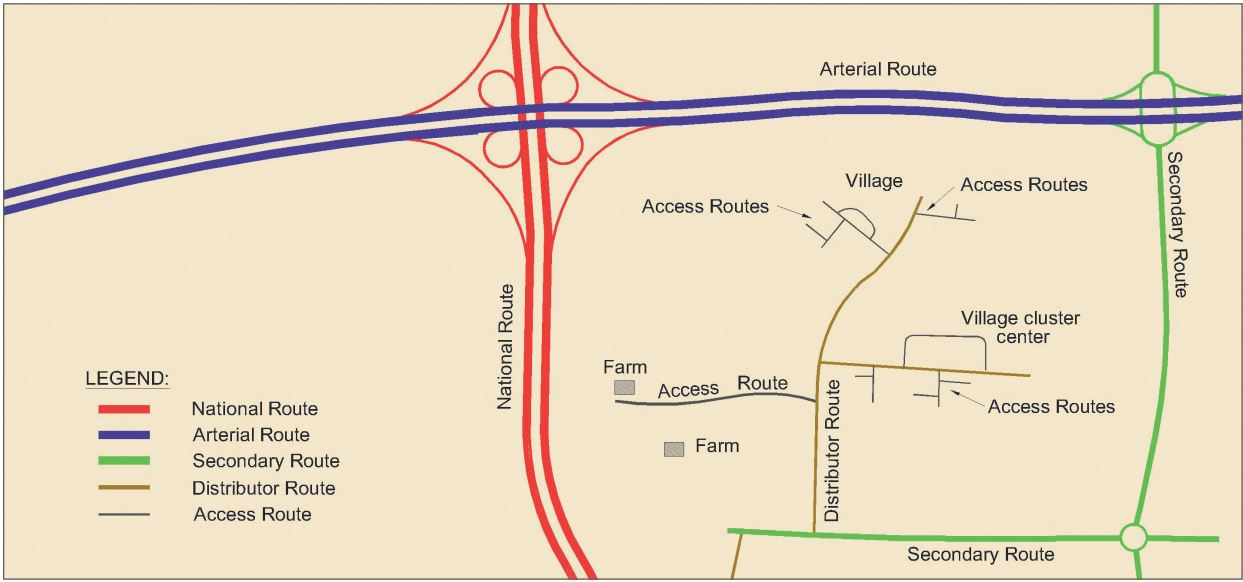 Arterial Route
Village
Access Routes
Access Routes
Secondary Route
National Route
Village cluster
center
Farm
Access Route
Access Routes
Distributor Route
Farm
Secondary Route
LEGEND:
National Route
Arterial Route
Secondary Route
Distributor Route
Access Route